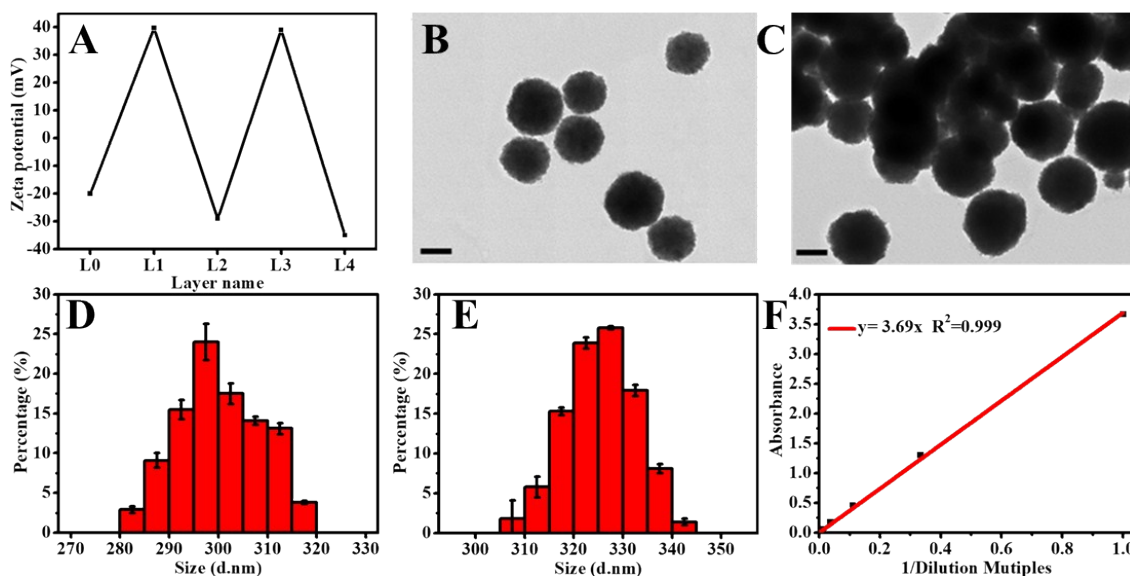 A
Zeta potential (mV)
40
30
20
10
0
-10
-20
-30
-40
L0 L1 L2 L3 L4
Layer name
B
C
D
Percentage (%)
30
25
20
15
10
5
0
270 280 290 300 310 320 330
Size (d.nm)
E
Percentage (%)
30
25
20
15
10
5
0
300 310 320 330 340 350
Size (d.nm)
F
y= 3.69x R²=0.999
Absorbance
4.0
3.5
3.0
2.5
2.0
1.5
1.0
0.5
0.0
0.0 0.2 0.4 0.6 0.8 1.0
1/Dilution Mutiples